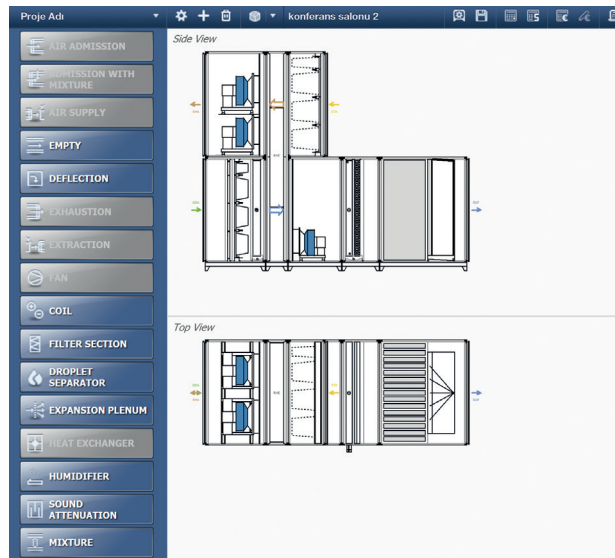 Proje Adı
konferans salonu 2
Side View
AIR ADMISSION
ADMISSION WITH
MIXTURE
AIR SUPPLY
EMPTY
DEFLECTION
EXHAUSTION
EXTRACTION
FAN
COIL
FILTER SECTION
DROPLET
SEPARATOR
EXPANSION PLENUM
HEAT EXCHANGER
HUMIDIFIER
SOUND
ATTENUATION
MIXTURE
Top View